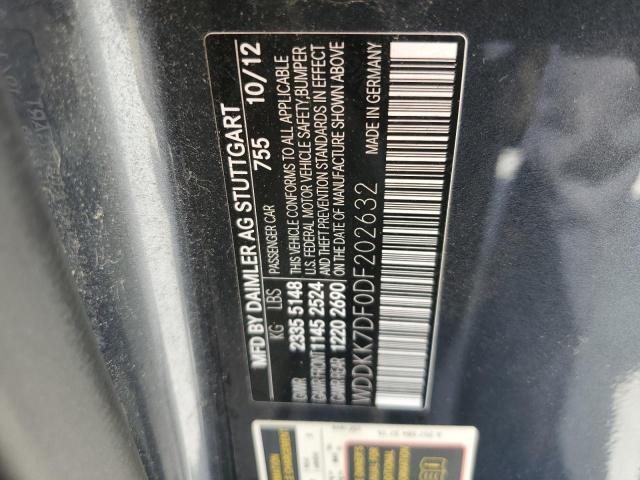 MFD BY DAIMLER AG STUTTGART
755 10/12
KG LBS PASSENGER CAR
GVWR 2335 5148
GAWR FRONT 1145 2524
GAWR REAR 1220 2690
THIS VEHICLE CONFORMS TO ALL APPLICABLE
U.S. FEDERAL MOTOR VEHICLE SAFETY, BUMPER
AND THEFT PREVENTION STANDARDS IN EFFECT
ON THE DATE OF MANUFACTURE SHOWN ABOVE
WDDKK7DF0DF202632
MADE IN GERMANY